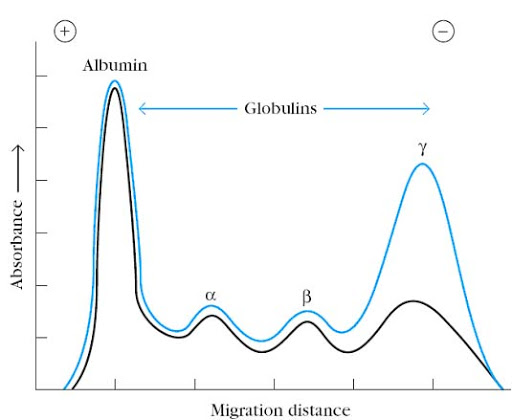 +
−
Albumin
Globulins
γ
α
β
Absorbance
Migration distance